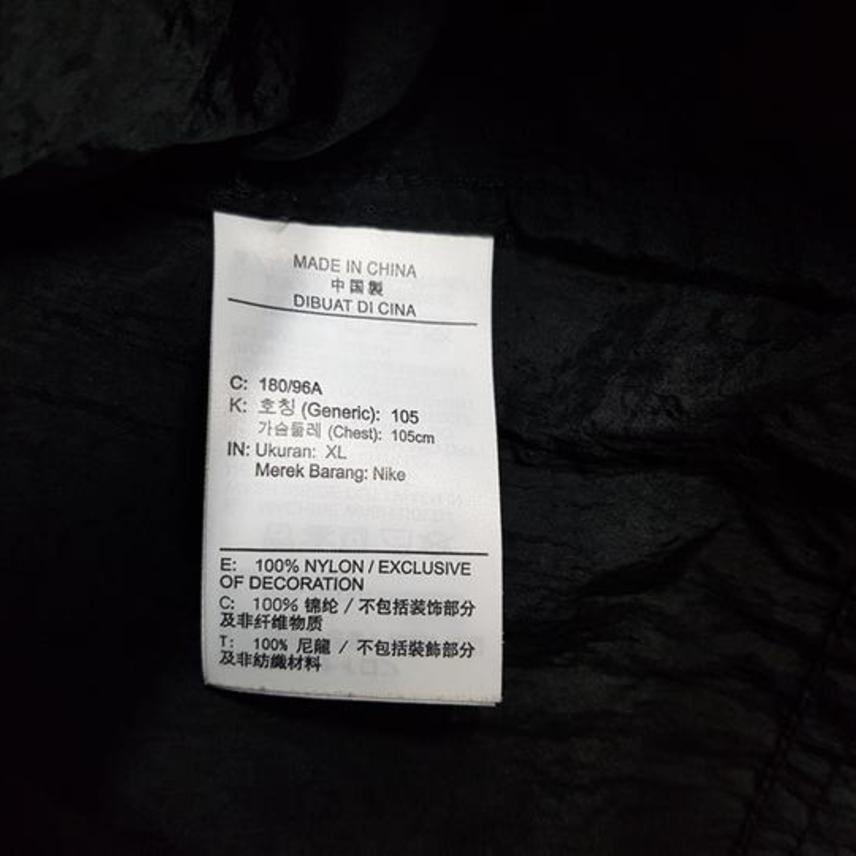 MADE IN CHINA
中国製
DIBUAT DI CINA
C: 180/96A
K: 호칭 (Generic): 105
가슴둘레 (Chest): 105cm
IN: Ukuran: XL
Merek Barang: Nike
E: 100% NYLON / EXCLUSIVE
OF DECORATION
C: 100% 锦纶 / 不包括装饰部分
及非纤维物质
T: 100% 尼龍 / 不包括裝飾部分
及非紡織材料